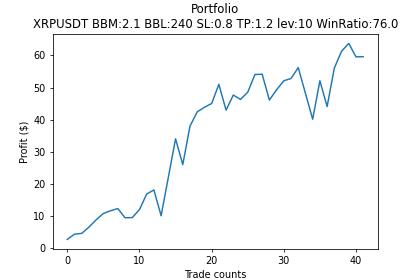 Portfolio
XRPUSDT BBM:2.1 BBL:240 SL:0.8 TP:1.2 lev:10 WinRatio:76.0
60
50
40
30
20
10
0
Profit ($)
0 10 20 30 40
Trade counts